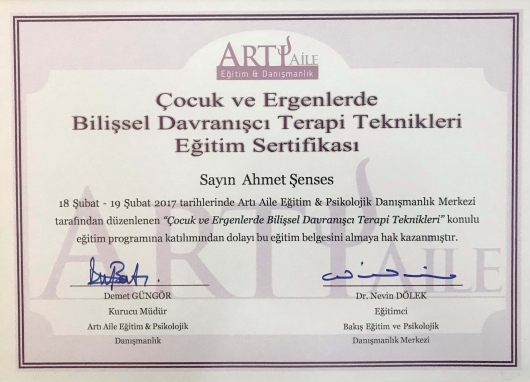 ARTI AİLE
Eğitim & Danışmanlık
Çocuk ve Ergenlerde
Bilişsel Davranışçı Terapi Teknikleri
Eğitim Sertifikası
Sayın Ahmet Şenses
18 Şubat - 19 Şubat 2017 tarihlerinde Artı Aile Eğitim & Psikolojik Danışmanlık Merkezi
tarafından düzenlenen "Çocuk ve Ergenlerde Bilişsel Davranışçı Terapi Teknikleri" konulu
eğitim programına katılımından dolayı bu eğitim belgesini almaya hak kazanmıştır.
ARTI AİLE
Demet GÜNGÖR
Kurucu Müdür
Artı Aile Eğitim & Psikolojik
Danışmanlık
Dr. Nevin DÖLEK
Eğitimci
Bakış Eğitim ve Psikolojik
Danışmanlık Merkezi